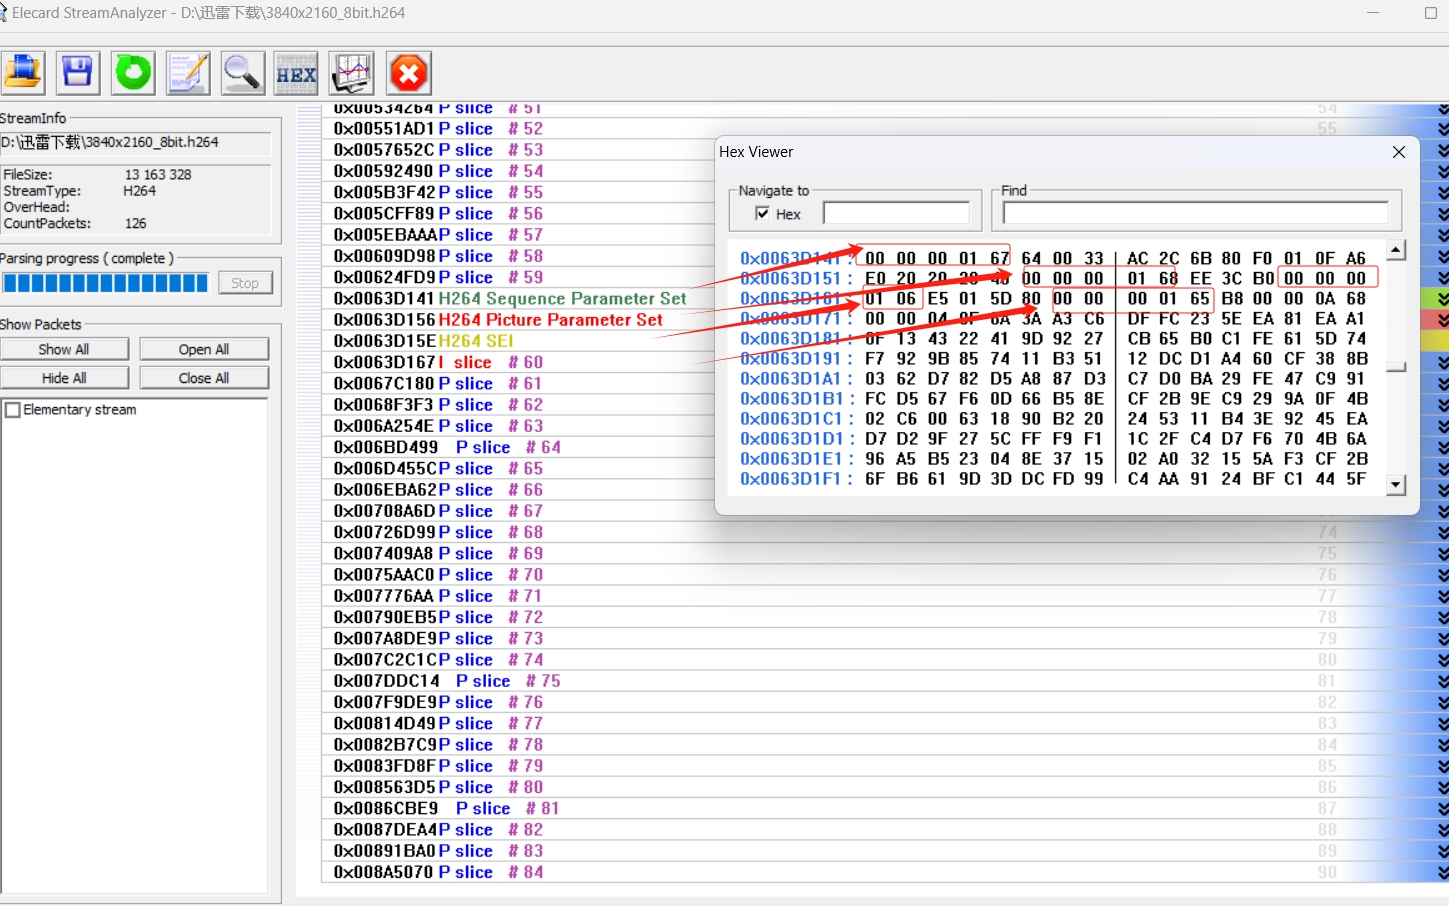 Elecard StreamAnalyzer - D:\迅雷下载\3840x2160_8bit.h264
HEX
StreamInfo
D:\迅雷下载\3840x2160_8bit.h264
FileSize: 13 163 328
StreamType: H264
OverHead:
CountPackets: 126
Parsing progress ( complete )
Stop
Show Packets
Show All Open All
Hide All Close All
Elementary stream
0x00534264 P slice # 51 54
0x00551AD1 P slice # 52 55
0x0057652C P slice # 53
0x00592490 P slice # 54
0x005B3F42 P slice # 55
0x005CFF89 P slice # 56
0x005EBAAA P slice # 57
0x00609D98 P slice # 58
0x00624FD9 P slice # 59
0x0063D141 H264 Sequence Parameter Set
0x0063D156 H264 Picture Parameter Set
0x0063D15E H264 SEI
0x0063D167 I slice # 60
0x0067C180 P slice # 61
0x0068F3F3 P slice # 62
0x006A254E P slice # 63
0x006BD499 P slice # 64
0x006D455C P slice # 65
0x006EBA62 P slice # 66
0x00708A6D P slice # 67
0x00726D99 P slice # 68 74
0x007409A8 P slice # 69 75
0x0075AAC0 P slice # 70 76
0x007776AA P slice # 71 77
0x00790EB5 P slice # 72 78
0x007A8DE9 P slice # 73 79
0x007C2C1C P slice # 74 80
0x007DDC14 P slice # 75 81
0x007F9DE9 P slice # 76 82
0x00814D49 P slice # 77 83
0x0082B7C9 P slice # 78 84
0x0083FD8F P slice # 79 85
0x008563D5 P slice # 80 86
0x0086CBE9 P slice # 81 87
0x0087DEA4 P slice # 82 88
0x00891BA0 P slice # 83 89
0x008A5070 P slice # 84 90
Hex Viewer
Navigate to
Hex
Find
0x0063D141 : 00 00 00 01 67 64 00 33 AC 2C 6B 80 F0 01 0F A6
0x0063D151 : E0 20 20 20 00 00 00 01 68 EE 3C B0 00 00 00
0x0063D161 : 01 06 E5 01 5D 80 00 00 00 01 65 B8 00 00 0A 68
0x0063D171 : 00 00 04 6A 3A A3 C6 DF FC 23 5E EA 81 EA A1
0x0063D181 : 0F 13 43 22 41 9D 92 27 CB 65 B0 C1 FE 61 5D 74
0x0063D191 : F7 92 9B 85 74 11 B3 51 12 DC D1 A4 60 CF 38 8B
0x0063D1A1 : 03 62 D7 82 D5 A8 87 D3 C7 D0 BA 29 FE 47 C9 91
0x0063D1B1 : FC D5 67 F6 0D 66 B5 8E CF 2B 9E C9 29 9A 0F 4B
0x0063D1C1 : 02 C6 00 63 18 90 B2 20 24 53 11 B4 3E 92 45 EA
0x0063D1D1 : D7 D2 9F 27 5C FF F9 F1 1C 2F C4 D7 F6 70 4B 6A
0x0063D1E1 : 96 A5 B5 23 04 8E 37 15 02 A0 32 15 5A F3 CF 2B
0x0063D1F1 : 6F B6 61 9D 3D DC FD 99 C4 AA 91 24 BF C1 44 5F